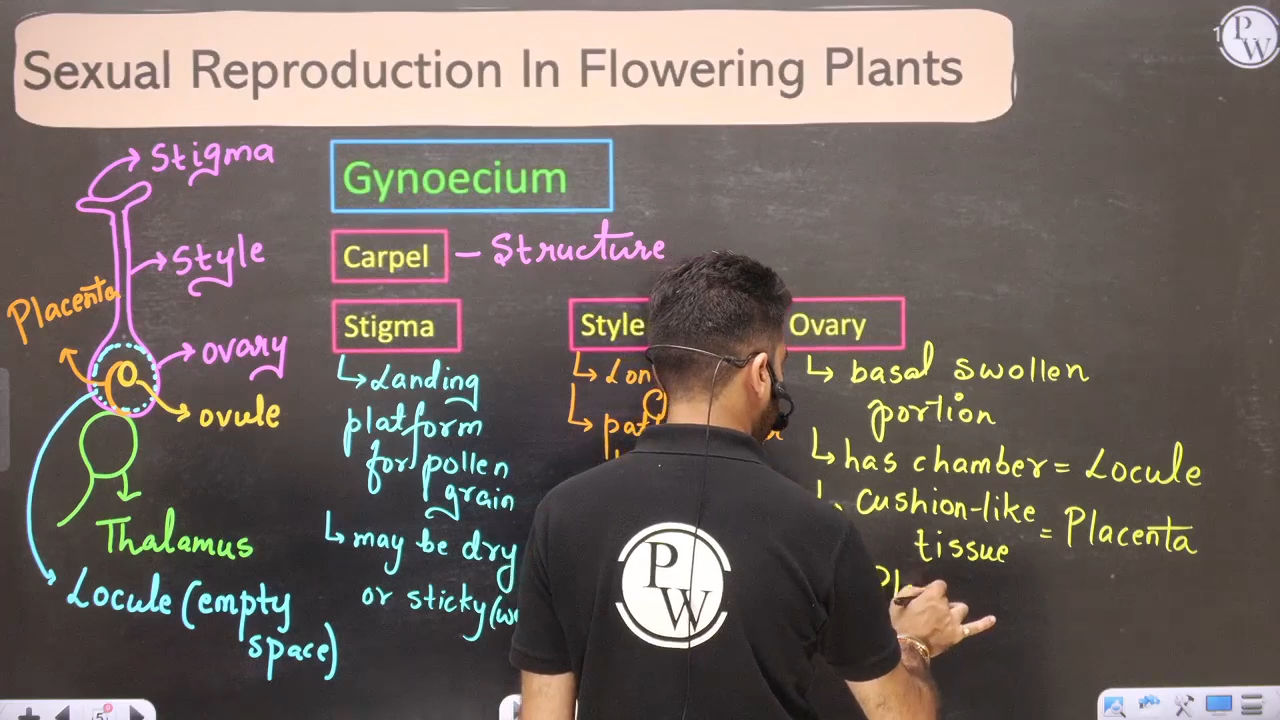 Sexual Reproduction In Flowering Plants
PW
Stigma
Style
Placenta
ovary
ovule
Thalamus
Locule (empty
space)
Gynoecium
Carpel - Structure
Stigma
Landing
platform
for pollen
grain
may be dry
or sticky
Style
Ovary
basal swollen
portion
has chamber = Locule
cushion-like
tissue = Placenta
PW